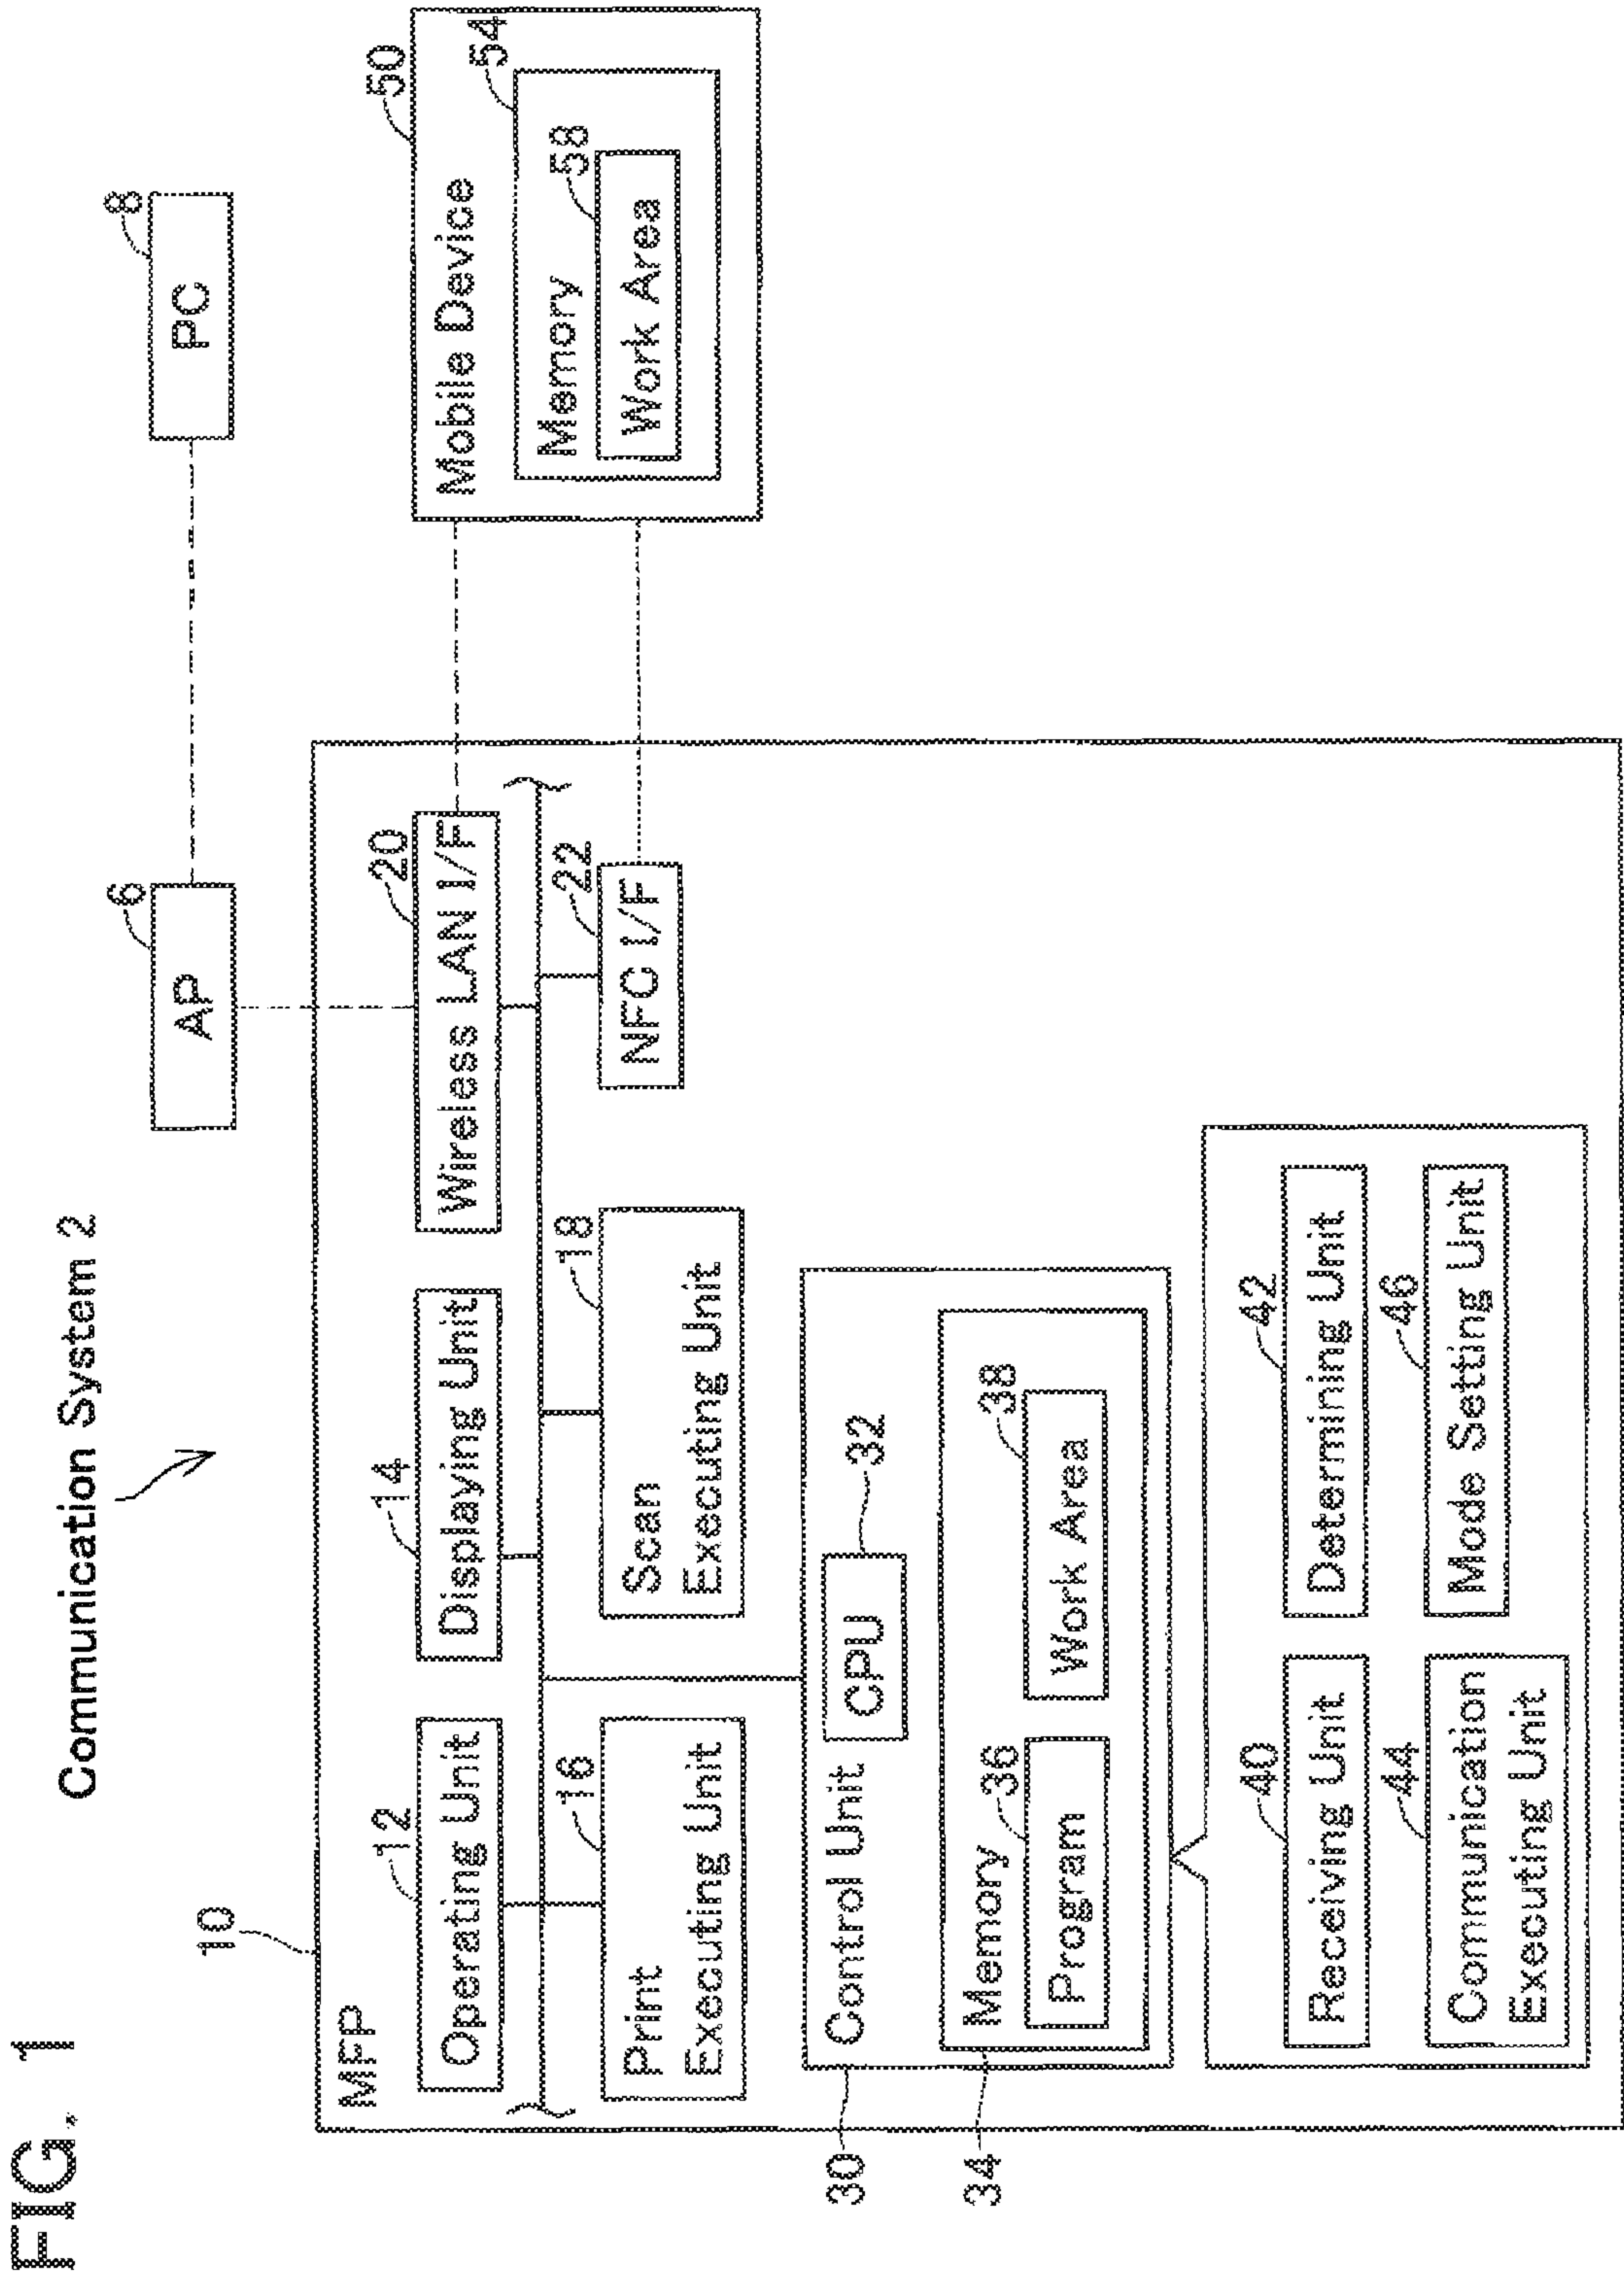 FIG. 1
Communication System 2
6
AP
8
PC
10
MFP
12
Operating Unit
14
Displaying Unit
20
Wireless LAN I/F
16
Print
Executing Unit
18
Scan
Executing Unit
22
NFC I/F
50
Mobile Device
54
Memory
58
Work Area
30
Control Unit
32
CPU
34
Memory
36
Program
38
Work Area
40
Receiving Unit
42
Determining Unit
44
Communication
Executing Unit
46
Mode Setting Unit